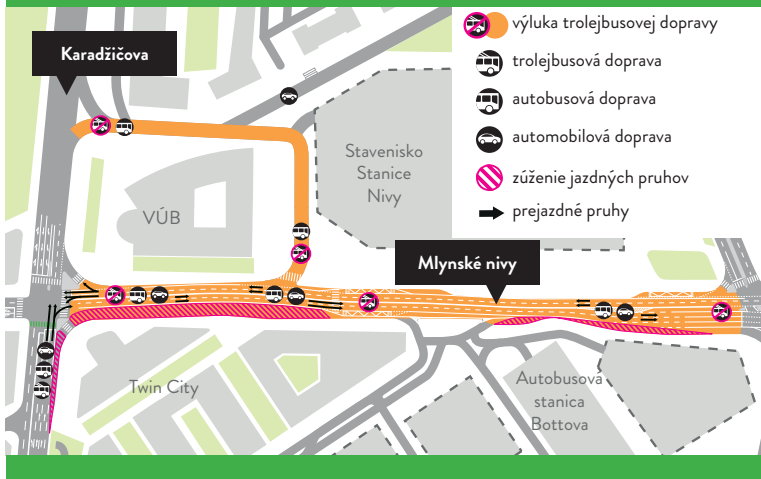 Karadžičova
výluka trolejbusovej dopravy
trolejbusová doprava
autobusová doprava
automobilová doprava
zúženie jazdných pruhov
prejazdné pruhy
Stavenisko
Stanice
Nivy
VÚB
Mlynské nivy
Twin City
Autobusová
stanica
Bottova